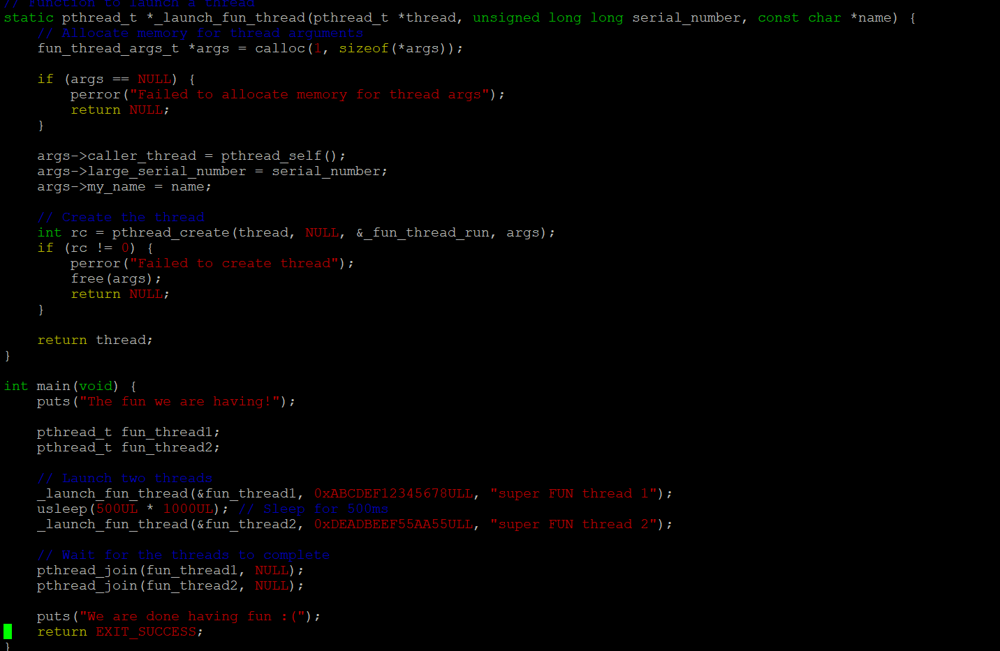 // Function to launch a thread
static pthread_t *_launch_fun_thread(pthread_t *thread, unsigned long long serial_number, const char *name) {
    // Allocate memory for thread arguments
    fun_thread_args_t *args = calloc(1, sizeof(*args));

    if (args == NULL) {
        perror("Failed to allocate memory for thread args");
        return NULL;
    }

    args->caller_thread = pthread_self();
    args->large_serial_number = serial_number;
    args->my_name = name;

    // Create the thread
    int rc = pthread_create(thread, NULL, &_fun_thread_run, args);
    if (rc != 0) {
        perror("Failed to create thread");
        free(args);
        return NULL;
    }

    return thread;
}

int main(void) {
    puts("The fun we are having!");

    pthread_t fun_thread1;
    pthread_t fun_thread2;

    // Launch two threads
    _launch_fun_thread(&fun_thread1, 0xABCDEF12345678ULL, "super FUN thread 1");
    usleep(500UL * 1000UL); // Sleep for 500ms
    _launch_fun_thread(&fun_thread2, 0xDEADBEEF55AA55ULL, "super FUN thread 2");

    // Wait for the threads to complete
    pthread_join(fun_thread1, NULL);
    pthread_join(fun_thread2, NULL);

    puts("We are done having fun :(");
    return EXIT_SUCCESS;
}